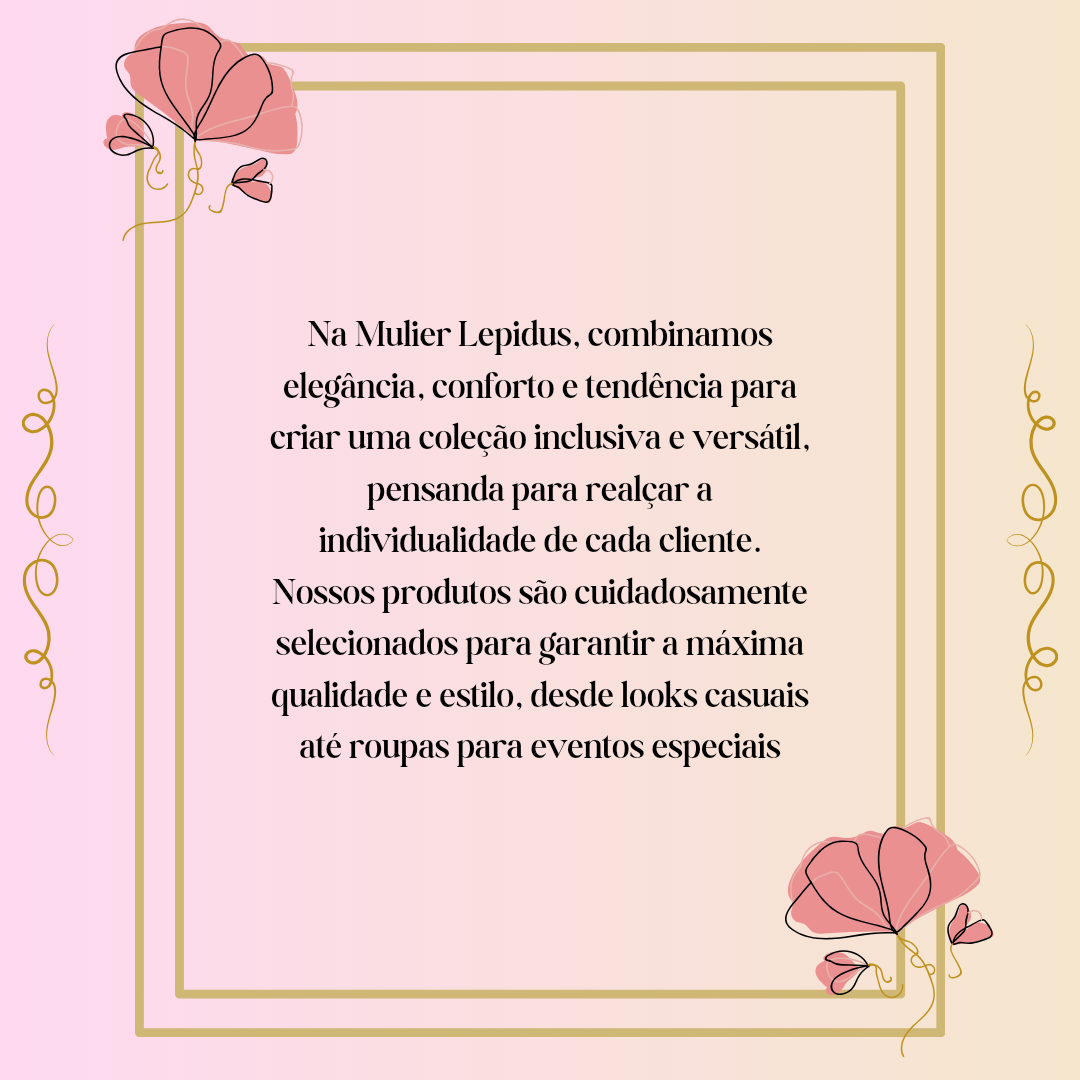 Na Mulier Lepidus, combinamos
elegância, conforto e tendência para
criar uma coleção inclusiva e versátil,
pensanda para realçar a
individualidade de cada cliente.
Nossos produtos são cuidadosamente
selecionados para garantir a máxima
qualidade e estilo, desde looks casuais
até roupas para eventos especiais